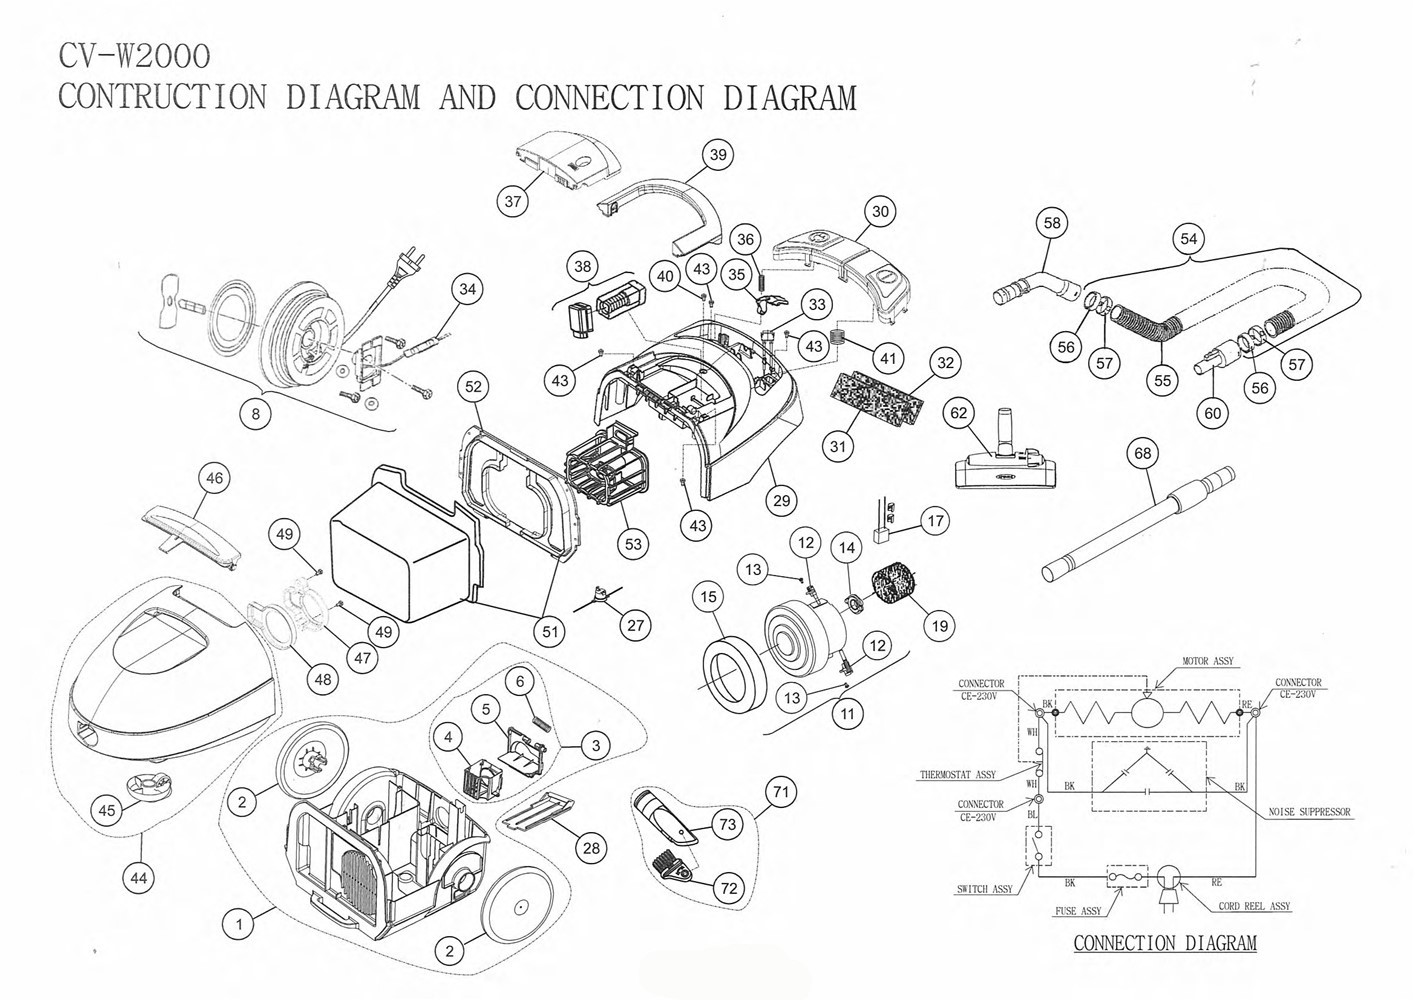 CV-W2000
CONTRUCTION DIAGRAM AND CONNECTION DIAGRAM
39
37
30
58
54
36
38
40
43
35
34
33
43
41
56
57
55
57
56
60
43
52
32
31
8
62
29
68
46
43
53
17
49
12
14
13
15
51
27
19
49
47
48
12
13
11
6
5
4
3
2
45
44
28
71
73
72
1
2
MOTOR ASSY
CONNECTOR
CE-230V
CONNECTOR
CE-230V
BK
RE
WH
THERMOSTAT ASSY
WH
BK
BK
CONNECTOR
CE-230V
BL
NOISE SUPPRESSOR
SWITCH ASSY
BK
RE
FUSE ASSY
CORD REEL ASSY
CONNECTION DIAGRAM